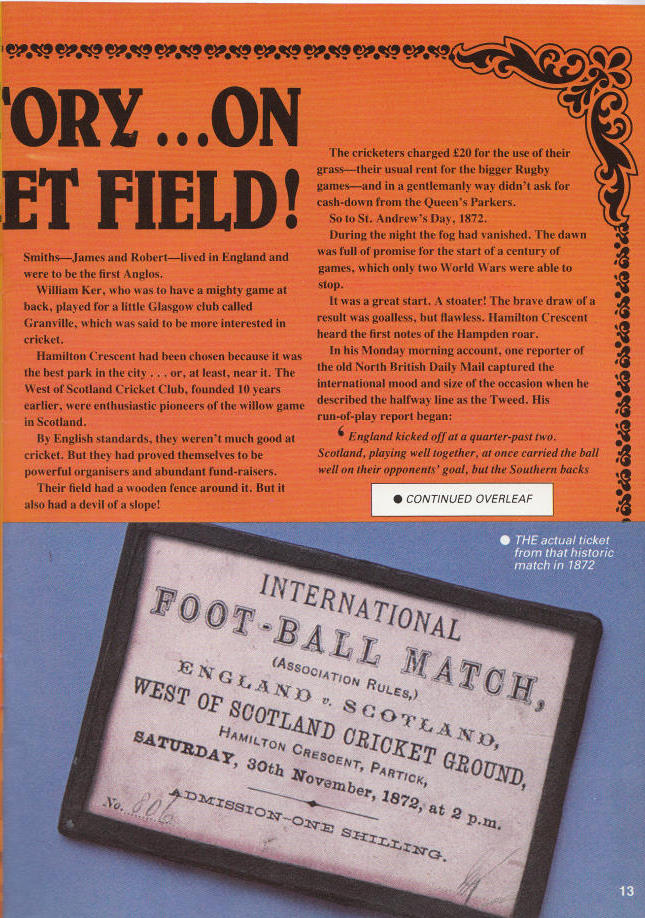 'ORY ... ON
ET FIELD!
Smiths—James and Robert—lived in England and
were to be the first Anglos.
William Ker, who was to have a mighty game at
back, played for a little Glasgow club called
Granville, which was said to be more interested in
cricket.
Hamilton Crescent had been chosen because it was
the best park in the city . . . or, at least, near it. The
West of Scotland Cricket Club, founded 10 years
earlier, were enthusiastic pioneers of the willow game
in Scotland.
By English standards, they weren't much good at
cricket. But they had proved themselves to be
powerful organisers and abundant fund-raisers.
Their field had a wooden fence around it. But it
also had a devil of a slope!
The cricketers charged £20 for the use of their
grass—their usual rent for the bigger Rugby
games—and in a gentlemanly way didn't ask for
cash-down from the Queen's Parkers.
So to St. Andrew's Day, 1872.
During the night the fog had vanished. The dawn
was full of promise for the start of a century of
games, which only two World Wars were able to
stop.
It was a great start. A stoater! The brave draw of a
result was goalless, but flawless. Hamilton Crescent
heard the first notes of the Hampden roar.
In his Monday morning account, one reporter of
the old North British Daily Mail captured the
international mood and size of the occasion when he
described the halfway line as the Tweed. His
run-of-play report began:
‘ England kicked off at a quarter-past two.
Scotland, playing well together, at once carried the ball
well on their opponents' goal, but the Southern backs
● CONTINUED OVERLEAF
● THE actual ticket
from that historic
match in 1872
INTERNATIONAL
FOOT-BALL MATCH,
(ASSOCIATION RULES,)
ENGLAND v. SCOTLAND,
WEST OF SCOTLAND CRICKET GROUND,
HAMILTON CRESCENT, PARTICK,
SATURDAY, 30th November, 1872, at 2 p.m.
No. 806
ADMISSION—ONE SHILLING.
13